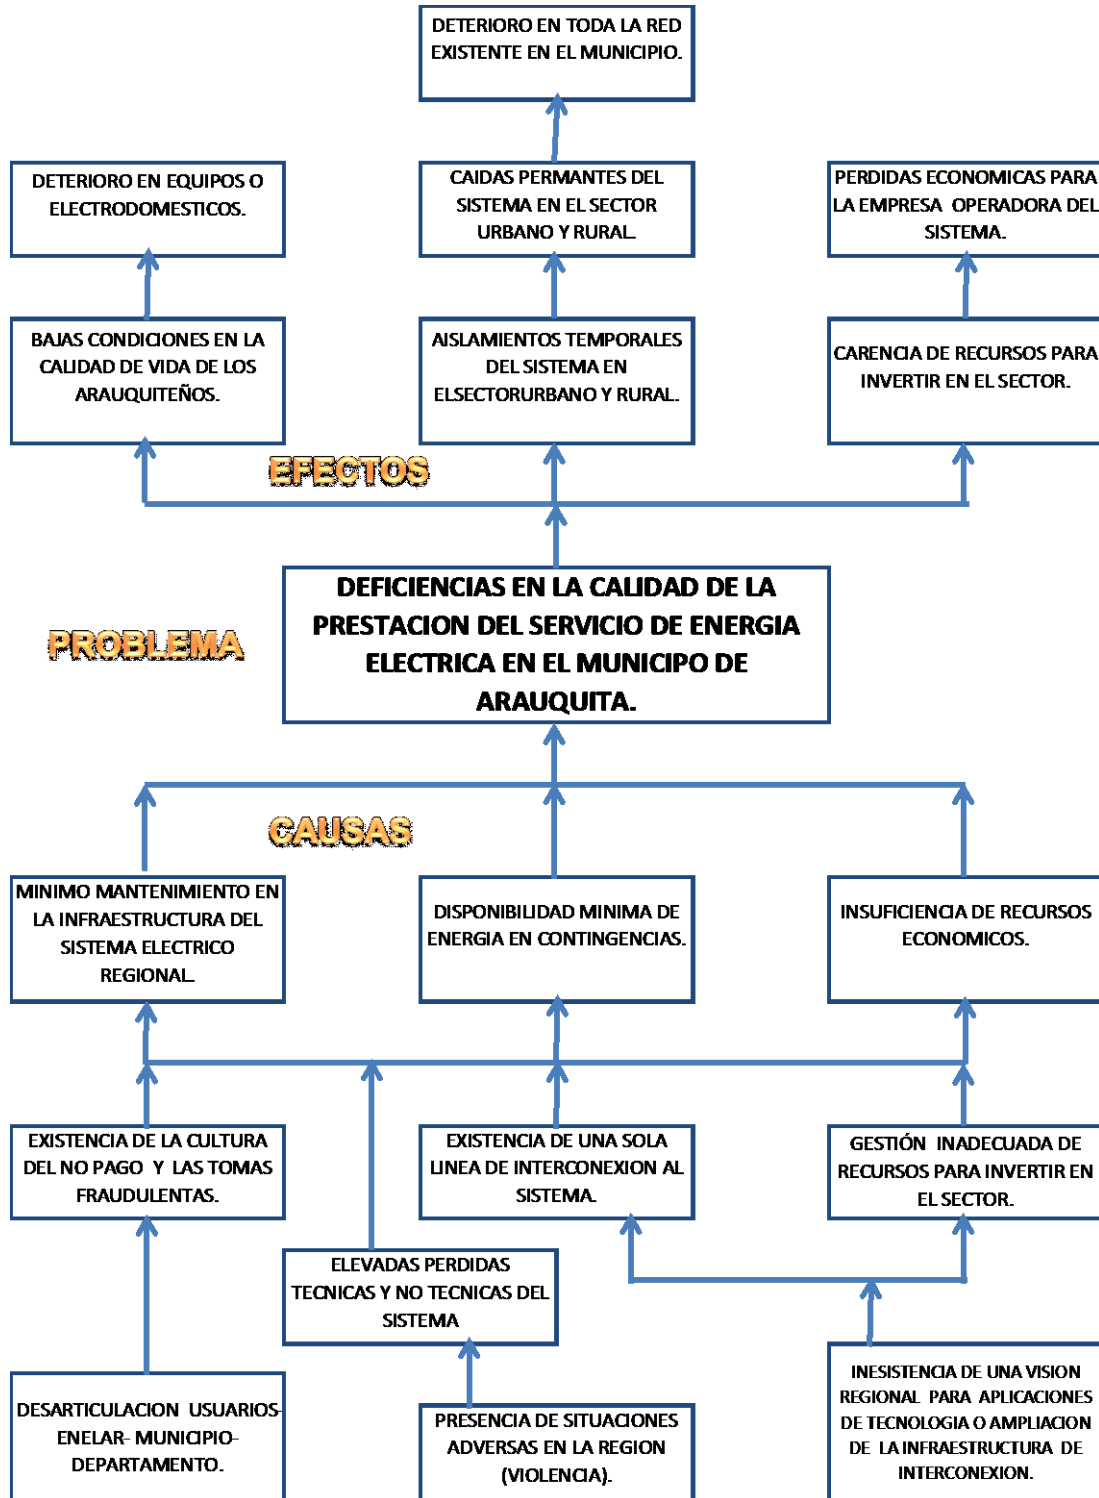 DETERIORO EN TODA LA RED
EXISTENTE EN EL MUNICIPIO.
DETERIORO EN EQUIPOS O
ELECTRODOMESTICOS.
CAIDAS PERMANTES DEL
SISTEMA EN EL SECTOR
URBANO Y RURAL.
PERDIDAS ECONOMICAS PARA
LA EMPRESA OPERADORA DEL
SISTEMA.
BAJAS CONDICIONES EN LA
CALIDAD DE VIDA DE LOS
ARAUQUITEÑOS.
AISLAMIENTOS TEMPORALES
DEL SISTEMA EN
ELSECTORURBANO Y RURAL.
CARENCIA DE RECURSOS PARA
INVERTIR EN EL SECTOR.
EFECTOS
DEFICIENCIAS EN LA CALIDAD DE LA
PRESTACION DEL SERVICIO DE ENERGIA
ELECTRICA EN EL MUNICIPO DE
ARAUQUITA.
PROBLEMA
CAUSAS
MINIMO MANTENIMIENTO EN
LA INFRAESTRUCTURA DEL
SISTEMA ELECTRICO
REGIONAL.
DISPONIBILIDAD MINIMA DE
ENERGIA EN CONTINGENCIAS.
INSUFICIENCIA DE RECURSOS
ECONOMICOS.
EXISTENCIA DE LA CULTURA
DEL NO PAGO Y LAS TOMAS
FRAUDULENTAS.
EXISTENCIA DE UNA SOLA
LINEA DE INTERCONEXION AL
SISTEMA.
GESTIÓN INADECUADA DE
RECURSOS PARA INVERTIR EN
EL SECTOR.
ELEVADAS PERDIDAS
TECNICAS Y NO TECNICAS DEL
SISTEMA
DESARTICULACION USUARIOS-
ENELAR- MUNICIPIO-
DEPARTAMENTO.
PRESENCIA DE SITUACIONES
ADVERSAS EN LA REGION
(VIOLENCIA).
INESISTENCIA DE UNA VISION
REGIONAL PARA APLICACIONES
DE TECNOLOGIA O AMPLIACION
DE LA INFRAESTRUCTURA DE
INTERCONEXION.